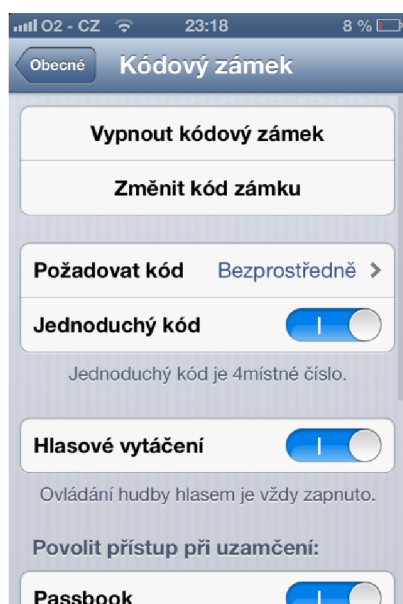 O2 - CZ 23:18 8 %
Obecné Kódový zámek
Vypnout kódový zámek
Změnit kód zámku
Požadovat kód Bezprostředně >
Jednoduchý kód
Jednoduchý kód je 4místné číslo.
Hlasové vytáčení
Ovládání hudby hlasem je vždy zapnuto.
Povolit přístup při uzamčení:
Passbook